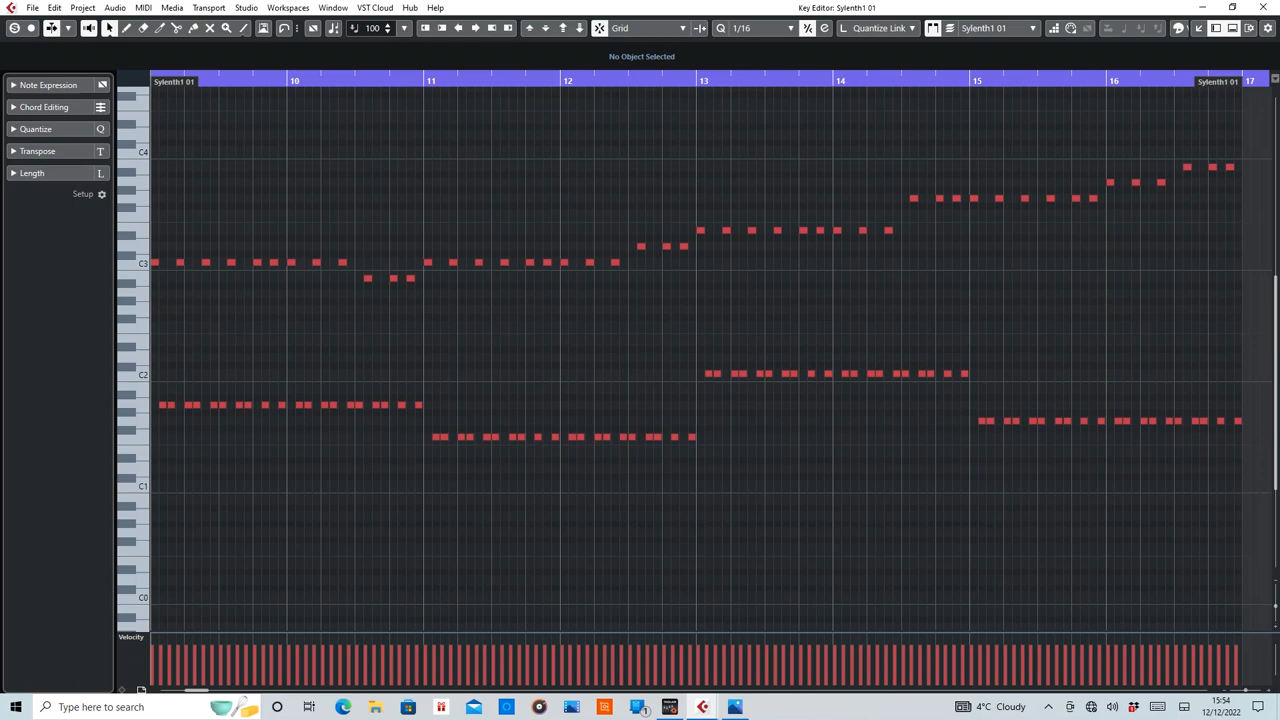 File Edit Project Audio MIDI Media Transport Studio Workspaces Window VST Cloud Hub Help
Key Editor: Sylenth1 01
S 100 Grid Q 1/16 L Quantize Link Sylenth1 01
No Object Selected
Sylenth1 01 10 11 12 13 14 15 16 Sylenth1 01 17
Note Expression
Chord Editing
Quantize Q
Transpose T
Length L
Setup
C4
C3
C2
C1
C0
Velocity
Type here to search
4°C Cloudy
15:54
12/12/2022